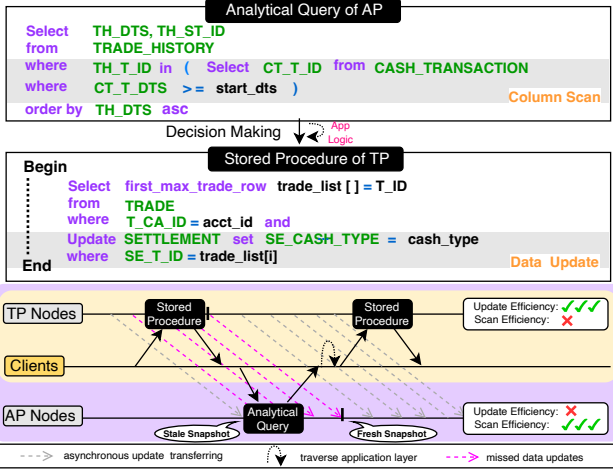 Analytical Query of AP
Select TH_DTS, TH_ST_ID
from TRADE_HISTORY
where TH_T_ID in ( Select CT_T_ID from CASH_TRANSACTION
where CT_T_DTS >= start_dts )
Column Scan
order by TH_DTS asc
Decision Making
App
Logic
Stored Procedure of TP
Begin
Select first_max_trade_row trade_list [ ] = T_ID
from TRADE
where T_CA_ID = acct_id and
Update SETTLEMENT set SE_CASH_TYPE = cash_type
where SE_T_ID = trade_list[i]
End
Data Update
TP Nodes
Stored
Procedure
Stored
Procedure
Update Efficiency: ✓✓✓
Scan Efficiency: ✗
Clients
AP Nodes
Analytical
Query
Update Efficiency: ✗
Scan Efficiency: ✓✓✓
Stale Snapshot
Fresh Snapshot
asynchronous update transferring
traverse application layer
missed data updates